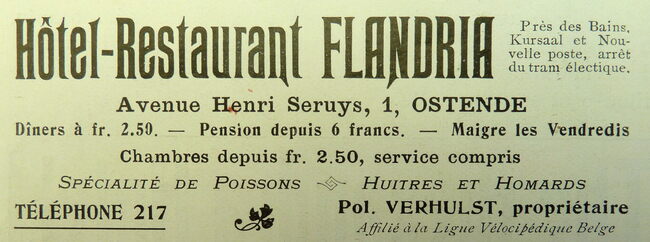 Hôtel-Restaurant FLANDRIA
Près des Bains,
Kursaal et Nou-
velle poste, arrêt
du tram électique.
Avenue Henri Seruys, 1, OSTENDE
Dîners à fr. 2.50. — Pension depuis 6 francs. — Maigre les Vendredis
Chambres depuis fr. 2.50, service compris
SPÉCIALITÉ DE POISSONS HUITRES ET HOMARDS
TÉLÉPHONE 217
Pol. VERHULST, propriétaire
Affilié à la Ligue Vélocipédique Belge